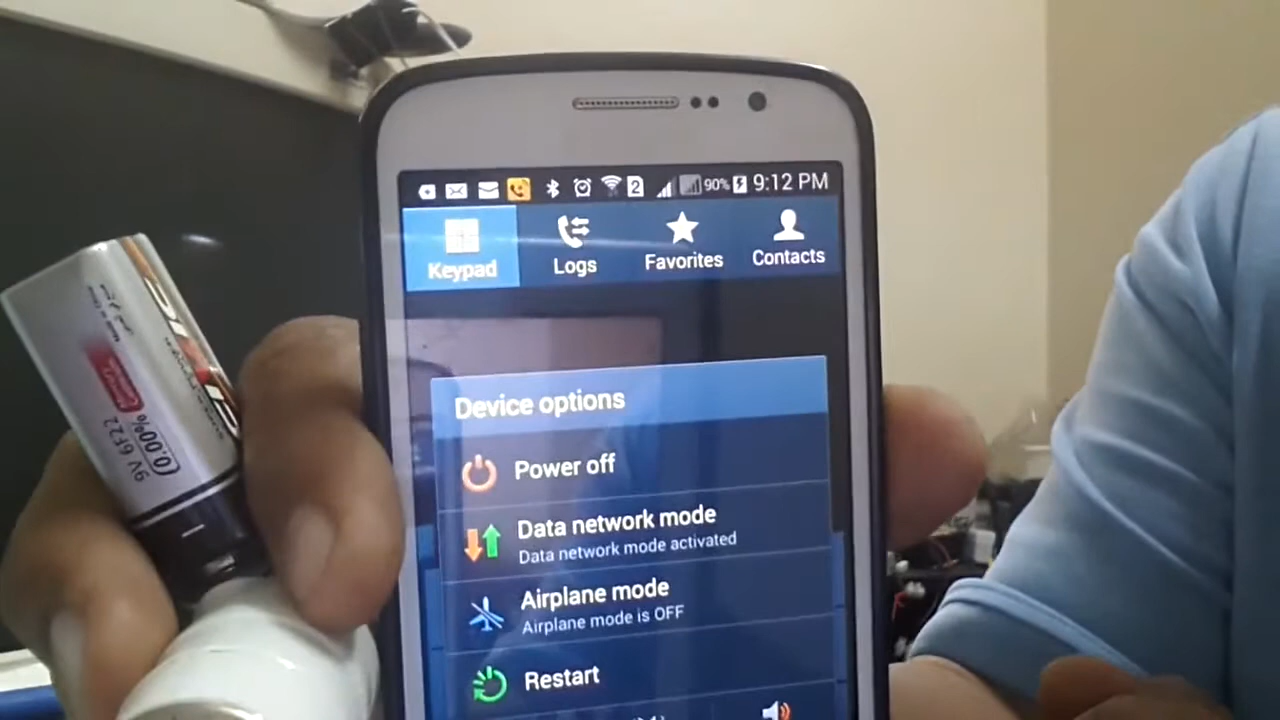 2
90%
9:12 PM
Keypad
Logs
Favorites
Contacts
Device options
Power off
Data network mode
Data network mode activated
Airplane mode
Airplane mode is OFF
Restart
9V 6F22
0.00%